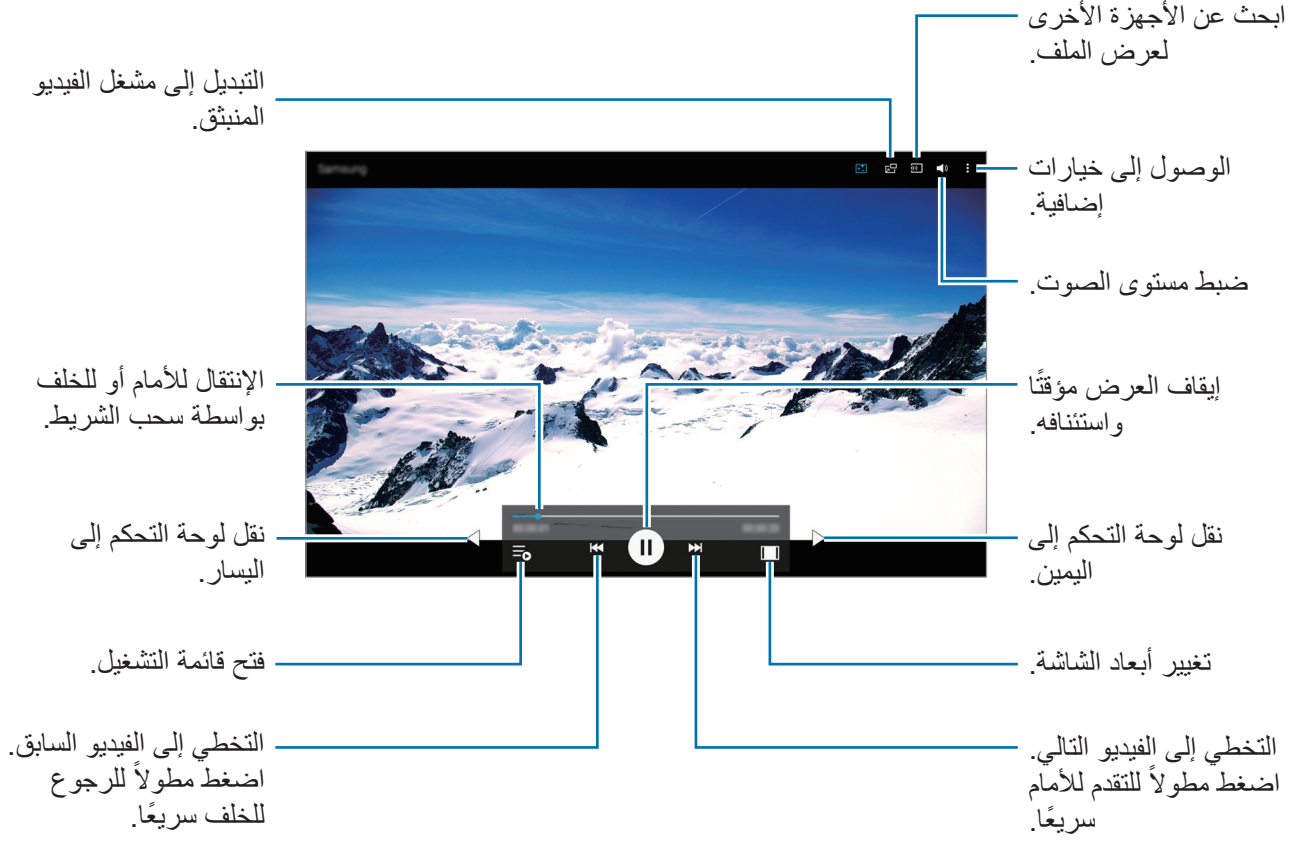 ابحث عن الأجهزة الأخرى
لعرض الملف.
التبديل إلى مشغل الفيديو
المنبثق.
Samsung
الوصول إلى خيارات
إضافية.
ضبط مستوى الصوت.
إيقاف العرض مؤقتًا
واستئنافه.
الإنتقال للأمام أو للخلف
بواسطة سحب الشريط.
نقل لوحة التحكم إلى
اليمين.
نقل لوحة التحكم إلى
اليسار.
تغيير أبعاد الشاشة.
فتح قائمة التشغيل.
التخطي إلى الفيديو التالي.
اضغط مطولاً للتقدم للأمام
سريعًا.
التخطي إلى الفيديو السابق.
اضغط مطولاً للرجوع
للخلف سريعًا.